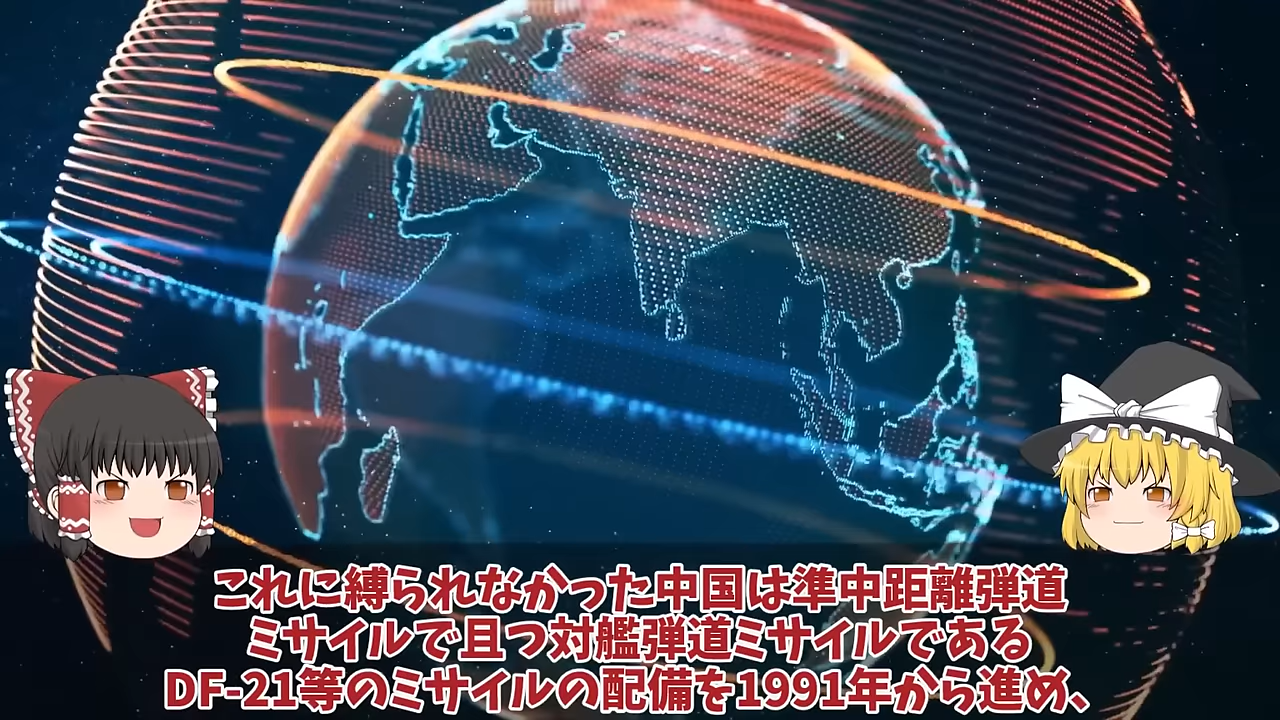 これに縛られなかった中国は準中距離弾道
ミサイルで且つ対艦弾道ミサイルである
DF-21等のミサイルの配備を1991年から進め、